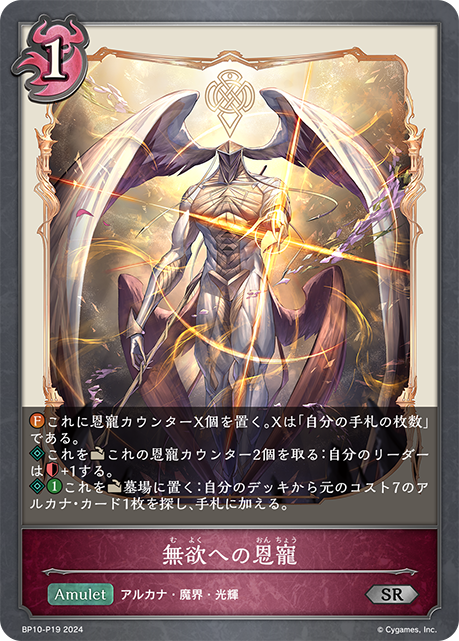 1
Fこれに恩寵カウンターX個を置く。Xは「自分の手札の枚数」
である。
これを これの恩寵カウンター2個を取る:自分のリーダー
は+1する。
1これを 墓場に置く:自分のデッキから元のコスト7のア
ルカナ・カード1枚を探し、手札に加える。
む よく おんちょう
無欲への恩寵
Amulet アルカナ・魔界・光輝 SR
BP10-P19 2024 © Cygames, Inc.